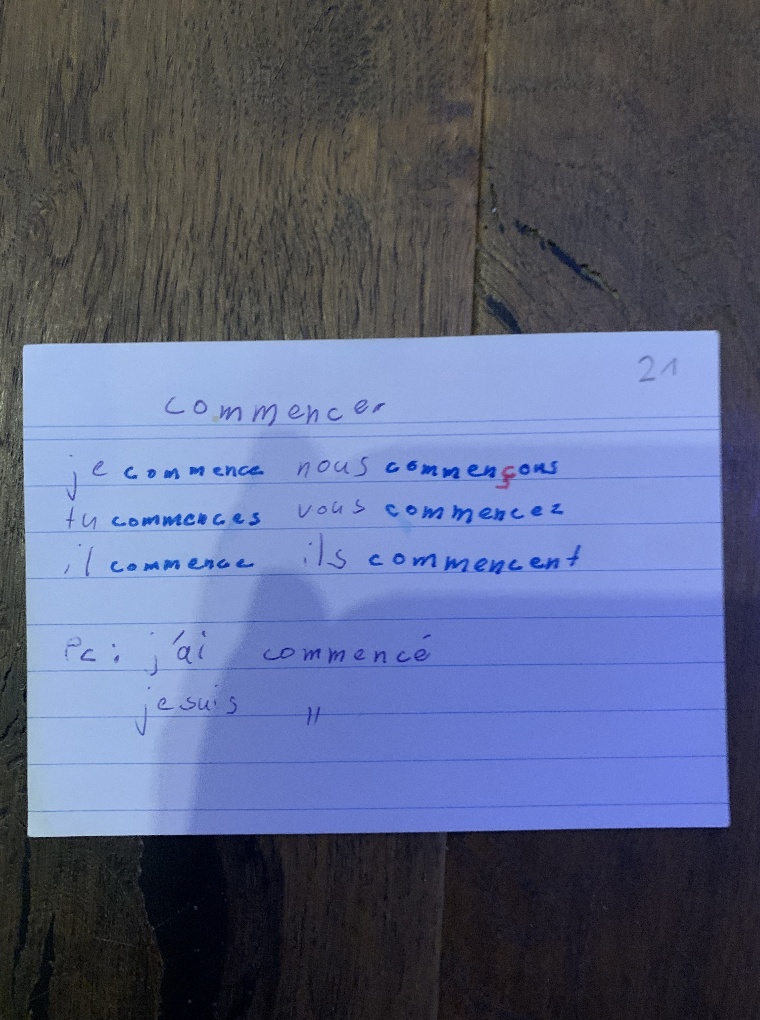 21
commencer
je commence nous commençons
tu commences vous commencez
il commence ils commencent
Pc: j'ai commencé
je suis "